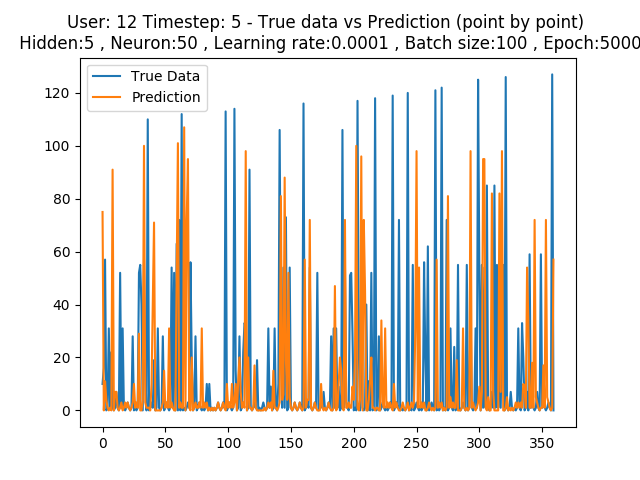 User: 12 Timestep: 5 - True data vs Prediction (point by point)
Hidden:5 , Neuron:50 , Learning rate:0.0001 , Batch size:100 , Epoch:5000
True Data
Prediction
120
100
80
60
40
20
0
0 50 100 150 200 250 300 350